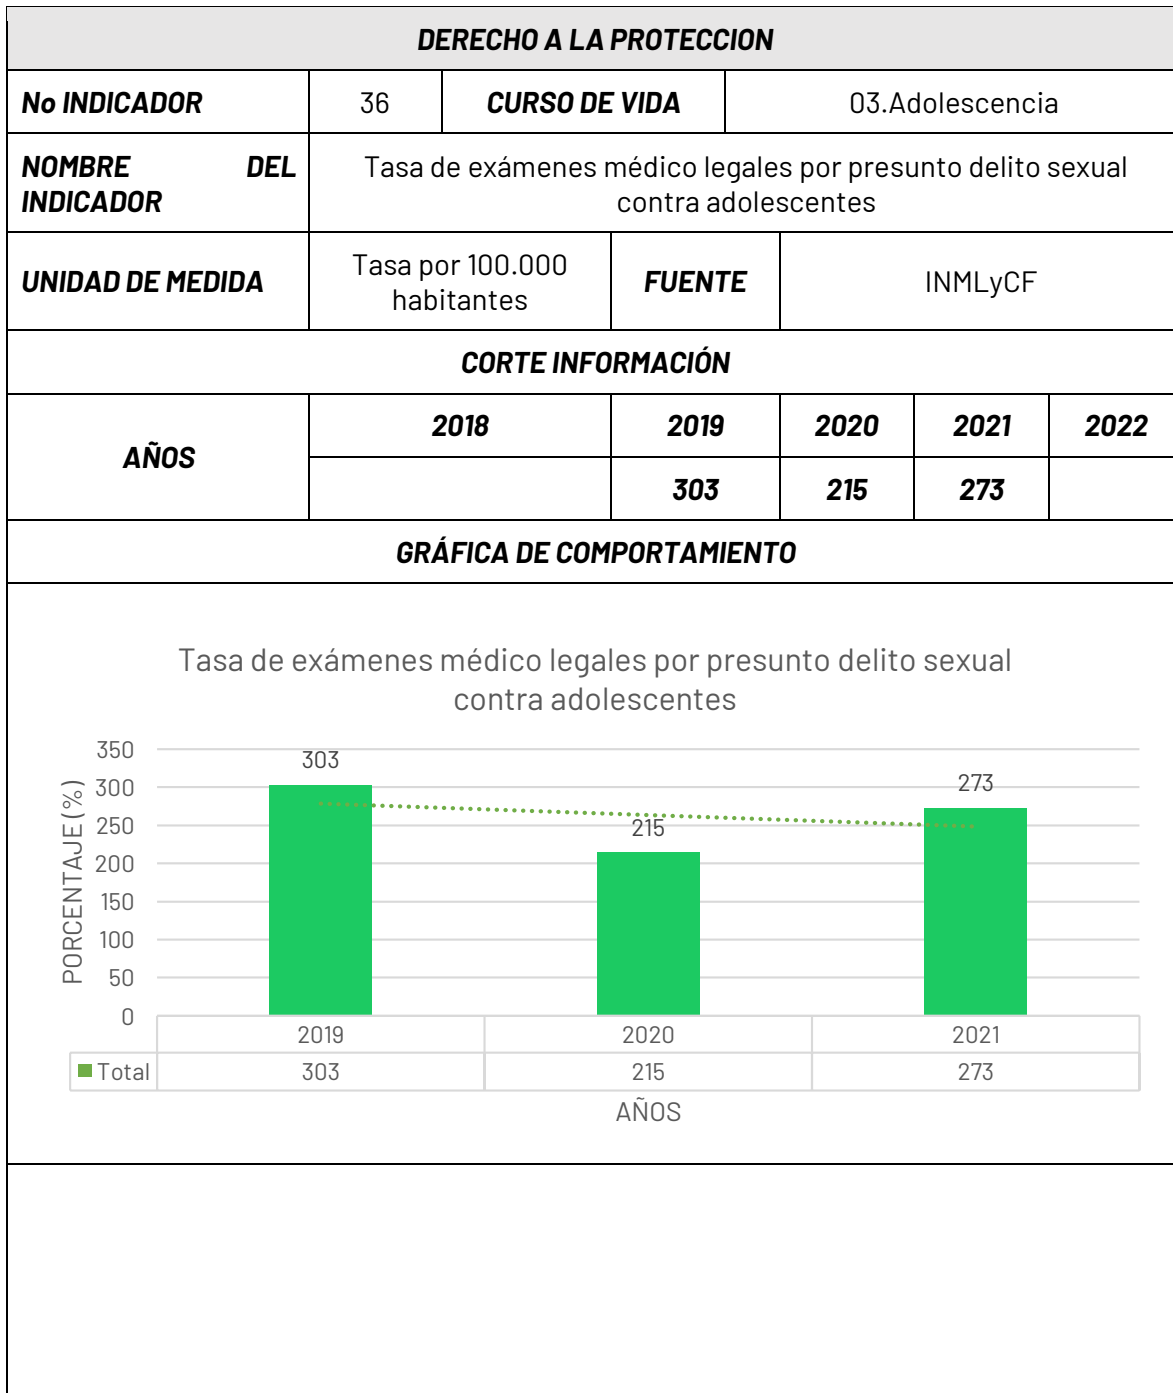 DERECHO A LA PROTECCION
No INDICADOR 36 CURSO DE VIDA 03.Adolescencia
NOMBRE DEL
INDICADOR
Tasa de exámenes médico legales por presunto delito sexual
contra adolescentes
UNIDAD DE MEDIDA
Tasa por 100.000
habitantes
FUENTE
INMLyCF
CORTE INFORMACIÓN
AÑOS
2018 2019 2020 2021 2022
303 215 273
GRÁFICA DE COMPORTAMIENTO
Tasa de exámenes médico legales por presunto delito sexual
contra adolescentes
PORCENTAJE (%)
350
300
250
200
150
100
50
0
303
215
273
2019 2020 2021
Total 303 215 273
AÑOS